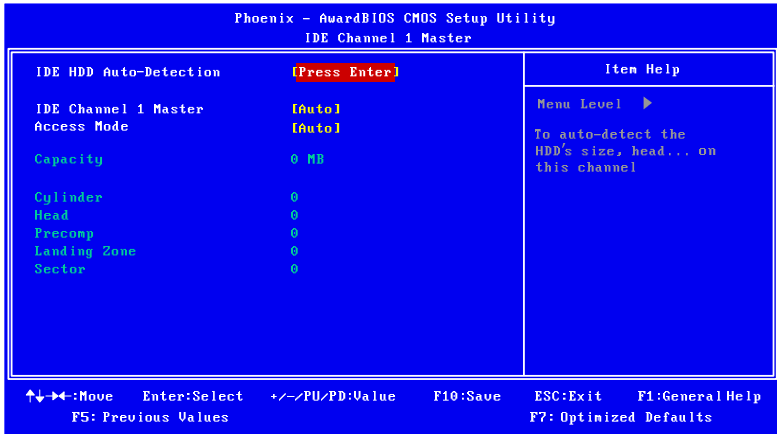 Phoenix - AwardBIOS CMOS Setup Utility
IDE Channel 1 Master
IDE HDD Auto-Detection [Press Enter]
IDE Channel 1 Master [Auto]
Access Mode [Auto]
Capacity 0 MB
Cylinder 0
Head 0
Precomp 0
Landing Zone 0
Sector 0
Item Help
Menu Level ▶
To auto-detect the
HDD's size, head... on
this channel
↑↓→←:Move Enter:Select +/-/PU/PD:Value F10:Save ESC:Exit F1:General Help
F5: Previous Values F7: Optimized Defaults